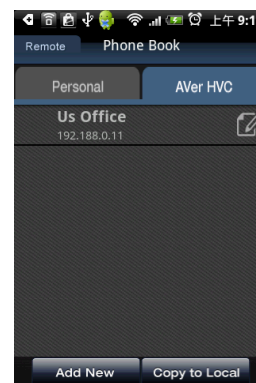 上午 9:1
Remote Phone Book
Personal AVer HVC
Us Office
192.188.0.11
Add New Copy to Local